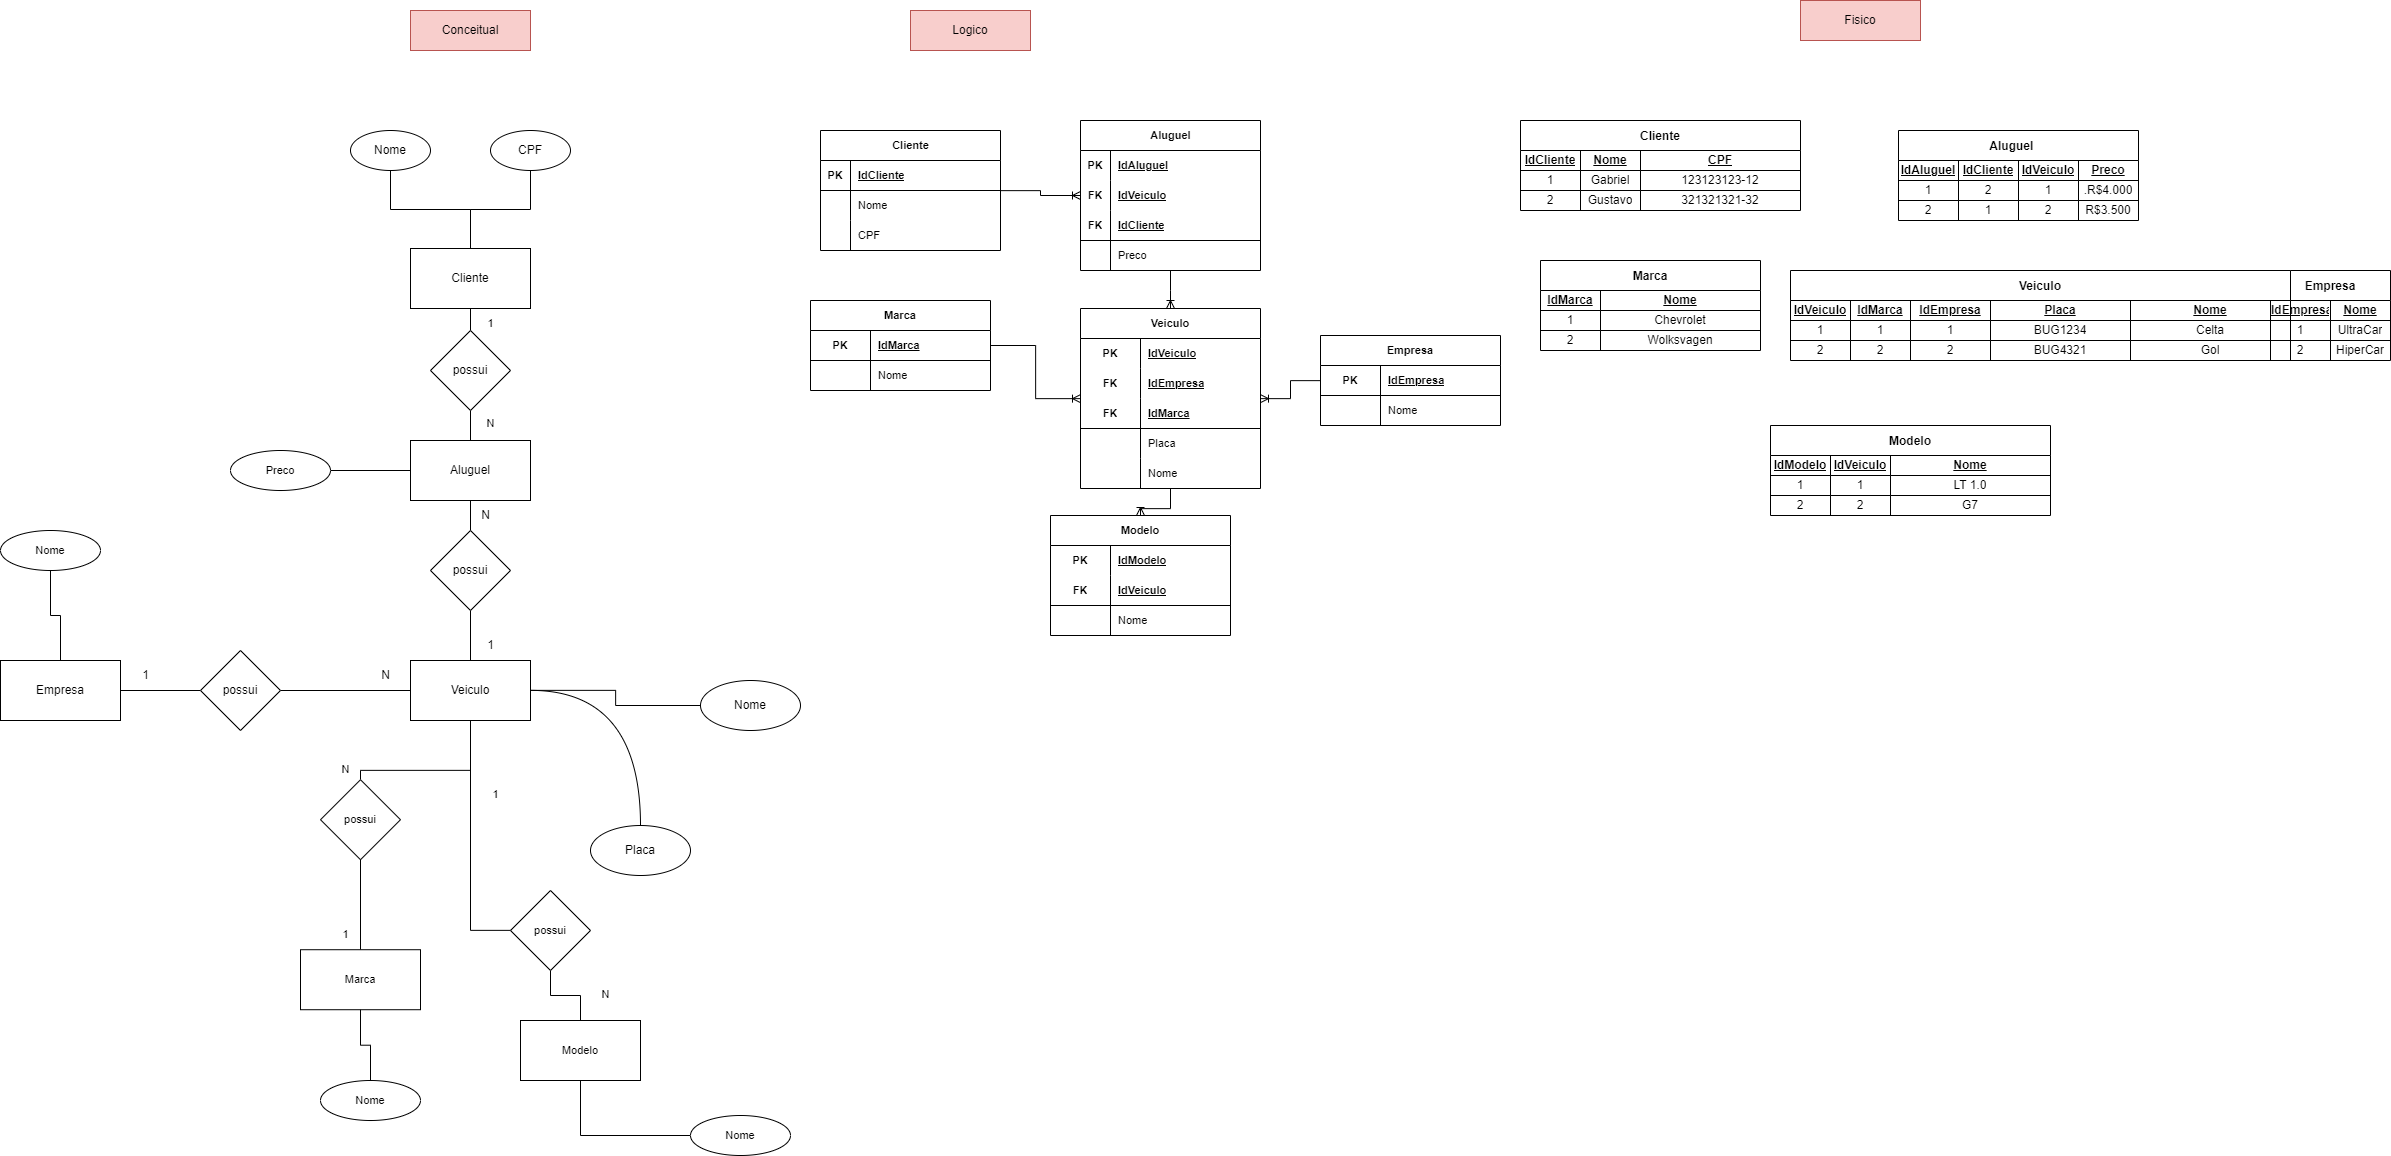 Conceitual
Nome
CPF
Cliente
1
possui
N
Preco
Aluguel
N
possui
1
Nome
Empresa
1
possui
N
Veiculo
Nome
Placa
N
possui
1
1
Marca
Nome
possui
N
Modelo
Nome
Logico
Cliente
PK IdCliente
Nome
CPF
Aluguel
PK IdAluguel
FK IdVeiculo
FK IdCliente
Preco
Marca
PK IdMarca
Nome
Veiculo
PK IdVeiculo
FK IdEmpresa
FK IdMarca
Placa
Nome
Empresa
PK IdEmpresa
Nome
Modelo
PK IdModelo
FK IdVeiculo
Nome
Fisico
Cliente
IdCliente Nome CPF
1 Gabriel 123123123-12
2 Gustavo 321321321-32
Aluguel
IdAluguel IdCliente IdVeiculo Preco
1 2 1 .R$4.000
2 1 2 R$3.500
Marca
IdMarca Nome
1 Chevrolet
2 Wolksvagen
Veiculo
IdVeiculo IdMarca IdEmpresa Placa Nome
1 1 1 BUG1234 Celta
2 2 2 BUG4321 Gol
Empresa
IdEmpresa Nome
1 UltraCar
2 HiperCar
Modelo
IdModelo IdVeiculo Nome
1 1 LT 1.0
2 2 G7